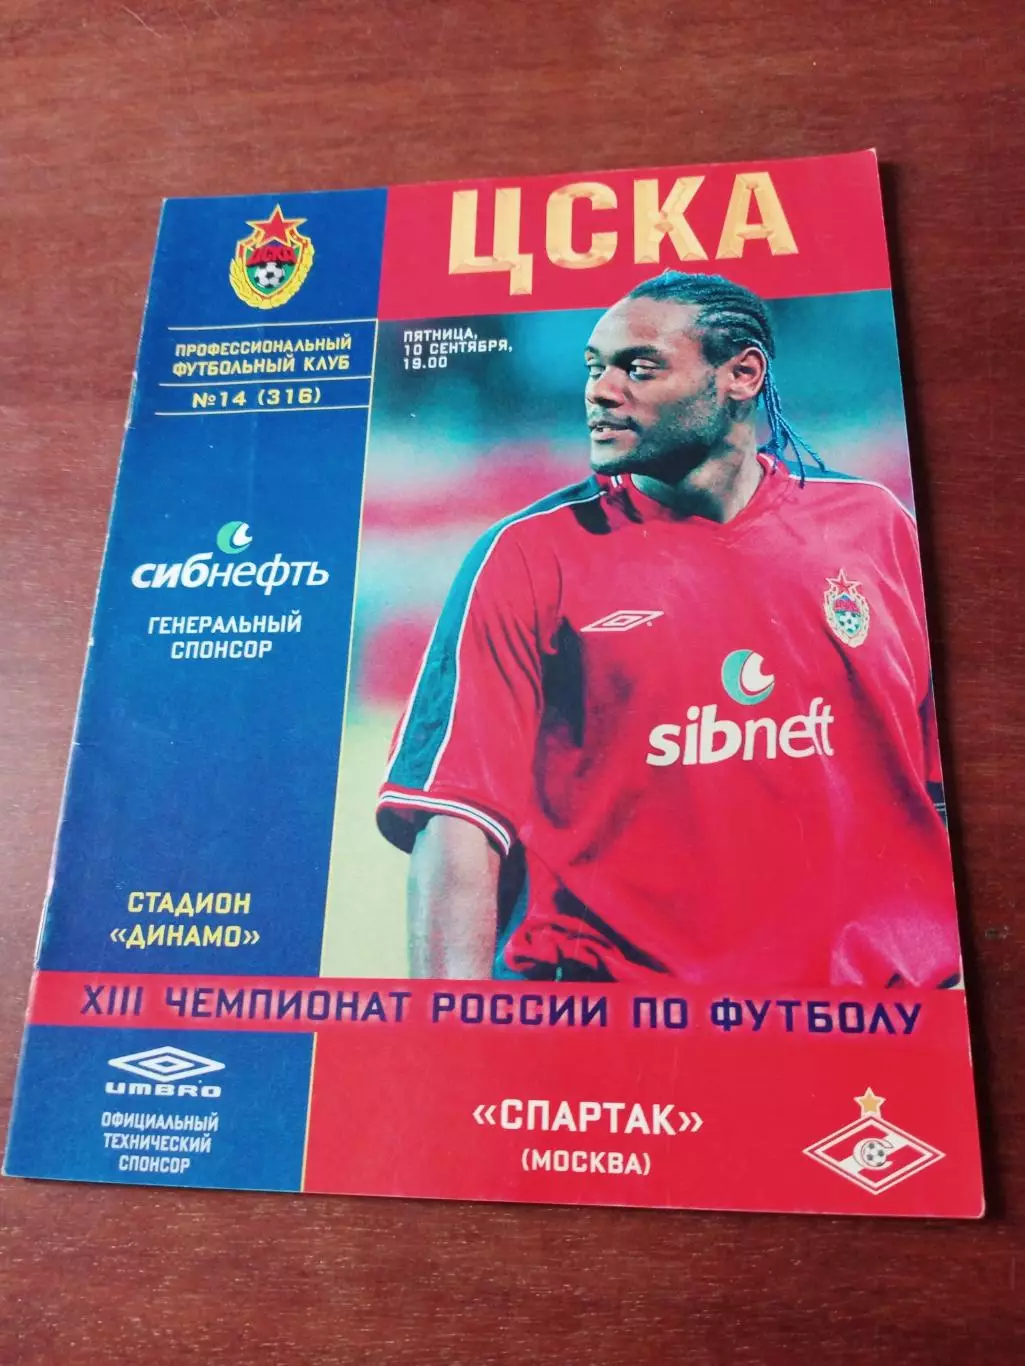 ЦСКА
ЦСКА
ПРОФЕССИОНАЛЬНЫЙ
ФУТБОЛЬНЫЙ КЛУБ
№14 (316)
ПЯТНИЦА,
10 СЕНТЯБРЯ,
19.00
сибнефть
ГЕНЕРАЛЬНЫЙ
СПОНСОР
sibneft
СТАДИОН
«ДИНАМО»
XIII ЧЕМПИОНАТ РОССИИ ПО ФУТБОЛУ
UMBRO
ОФИЦИАЛЬНЫЙ
ТЕХНИЧЕСКИЙ
СПОНСОР
«СПАРТАК»
(МОСКВА)
С